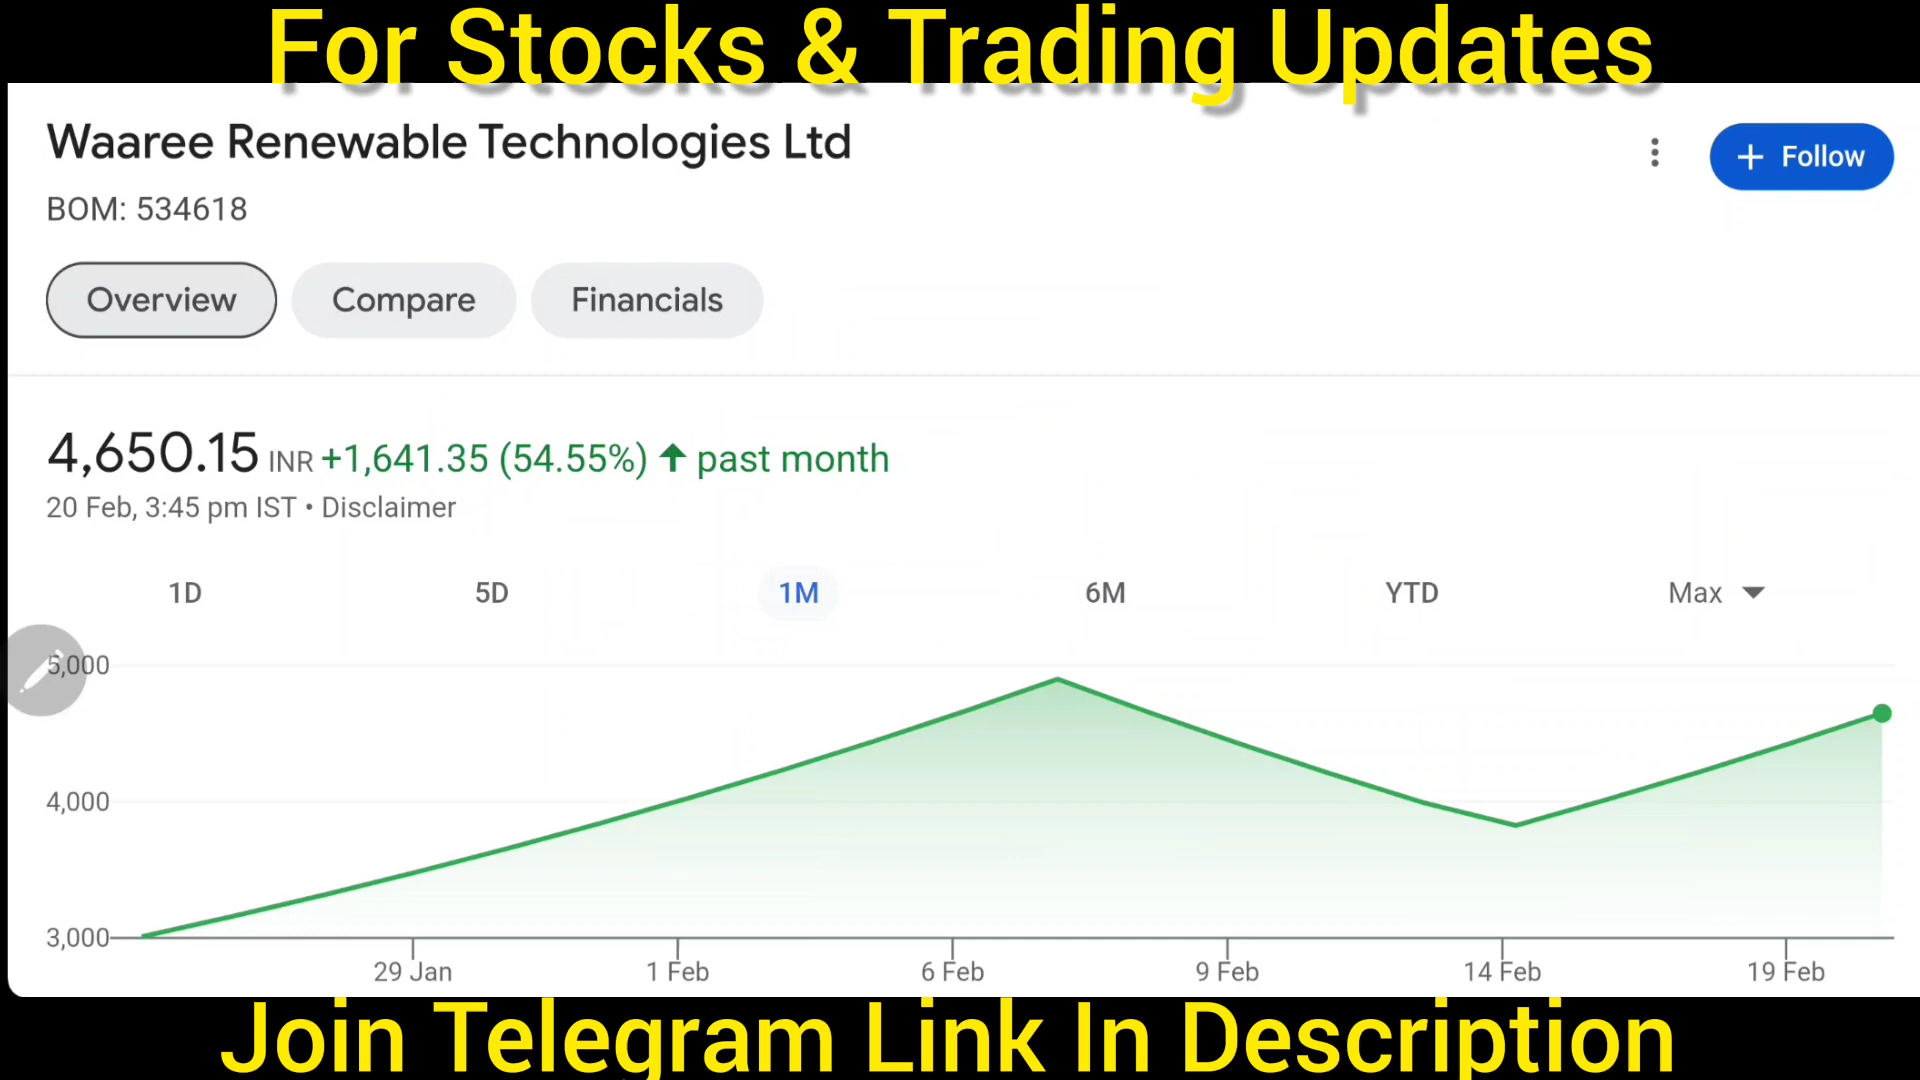 For Stocks & Trading Updates
Waaree Renewable Technologies Ltd
+ Follow
BOM: 534618
Overview Compare Financials
4,650.15 INR +1,641.35 (54.55%) ↑ past month
20 Feb, 3:45 pm IST • Disclaimer
1D 5D 1M 6M YTD Max
5,000
4,000
3,000
29 Jan 1 Feb 6 Feb 9 Feb 14 Feb 19 Feb
Join Telegram Link In Description